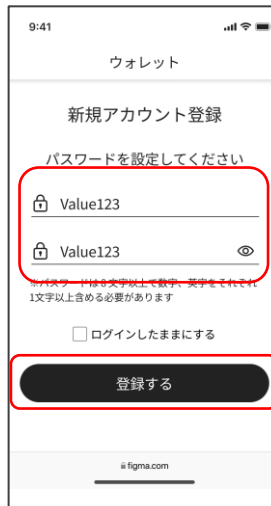 9:41
ウォレット
新規アカウント登録
パスワードを設定してください
Value123
Value123
※パスワードは8文字以上で数字、英字をそれぞれ
1文字以上含める必要があります
ログインしたままにする
登録する
figma.com